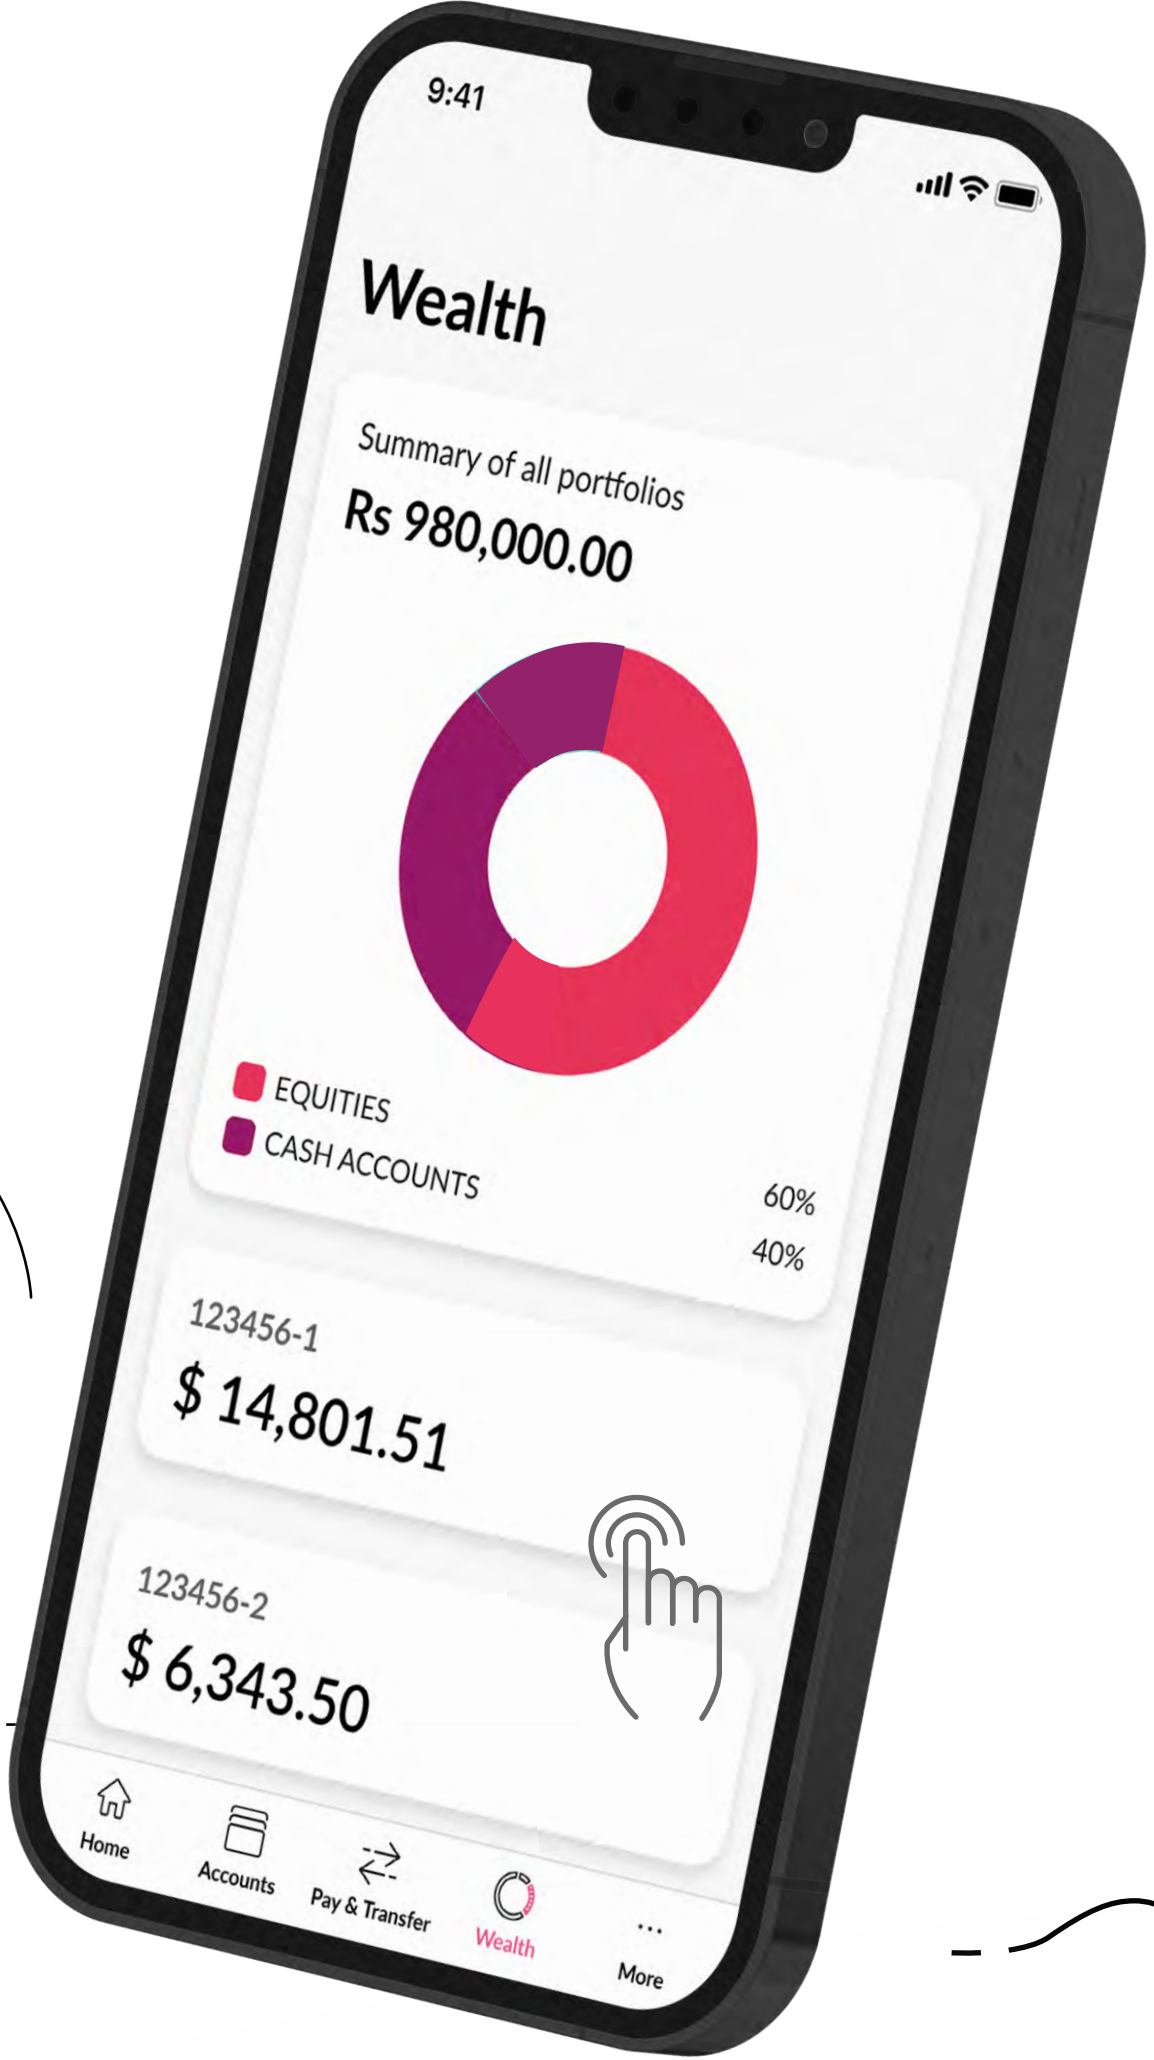 9:41
Wealth
Summary of all portfolios
Rs 980,000.00
EQUITIES
60%
CASH ACCOUNTS
40%
123456-1
$ 14,801.51
123456-2
$ 6,343.50
Home
Accounts
Pay & Transfer
Wealth
More